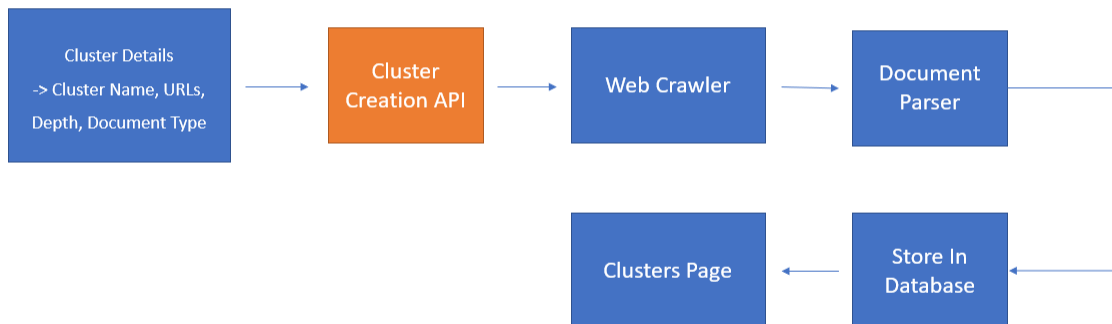 Cluster Details
-> Cluster Name, URLs,
Depth, Document Type
Cluster
Creation API
Web Crawler
Document
Parser
Clusters Page
Store In
Database